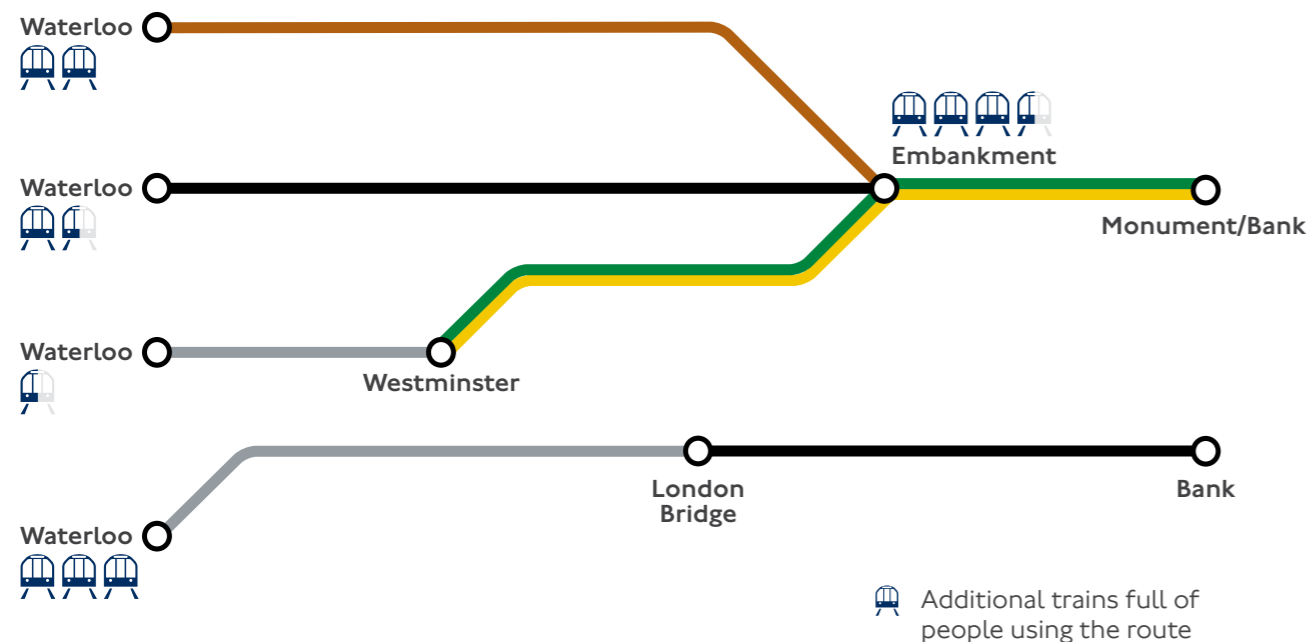 Waterloo
Embankment
Waterloo
Monument/Bank
Waterloo
Westminster
London
Bridge
Bank
Waterloo
Additional trains full of
people using the route